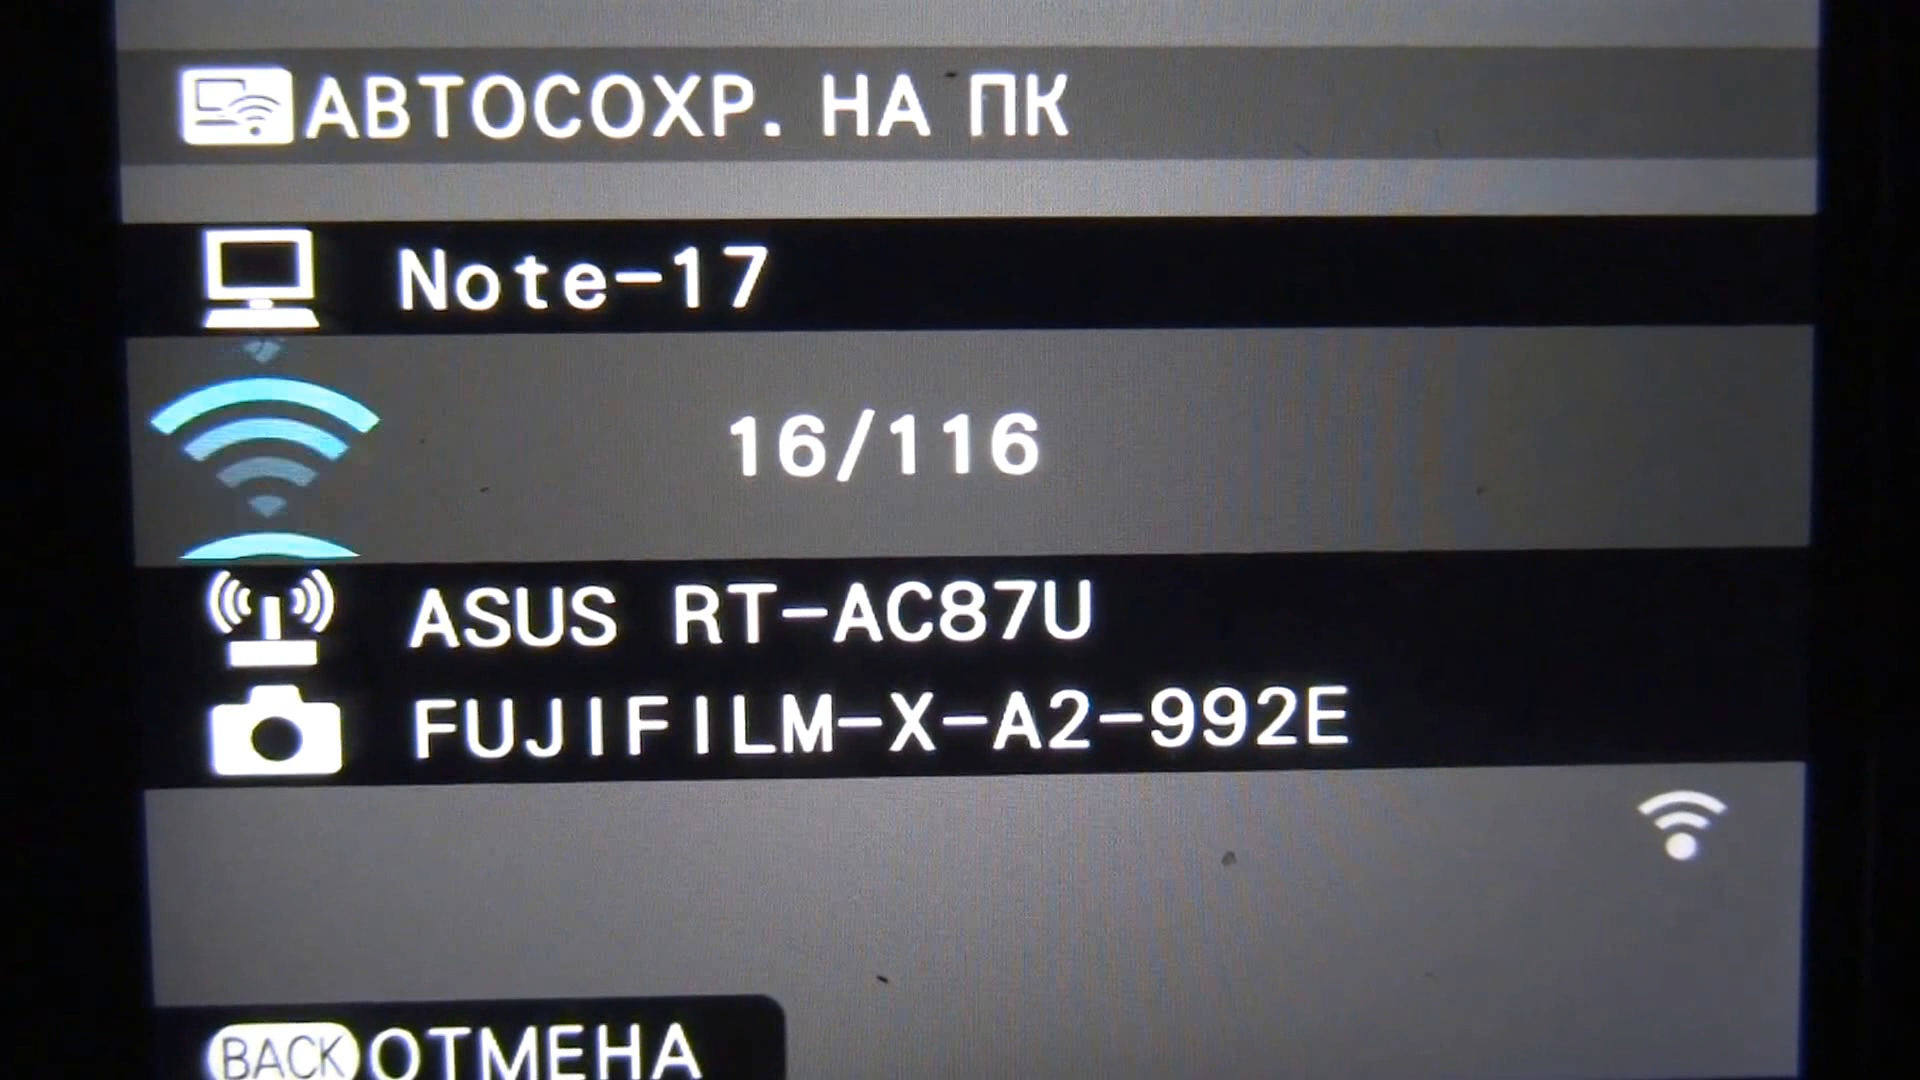 АВТОСОХР. НА ПК
Note-17
16/116
ASUS RT-AC87U
FUJIFILM-X-A2-992E
BACK ОТМЕНА